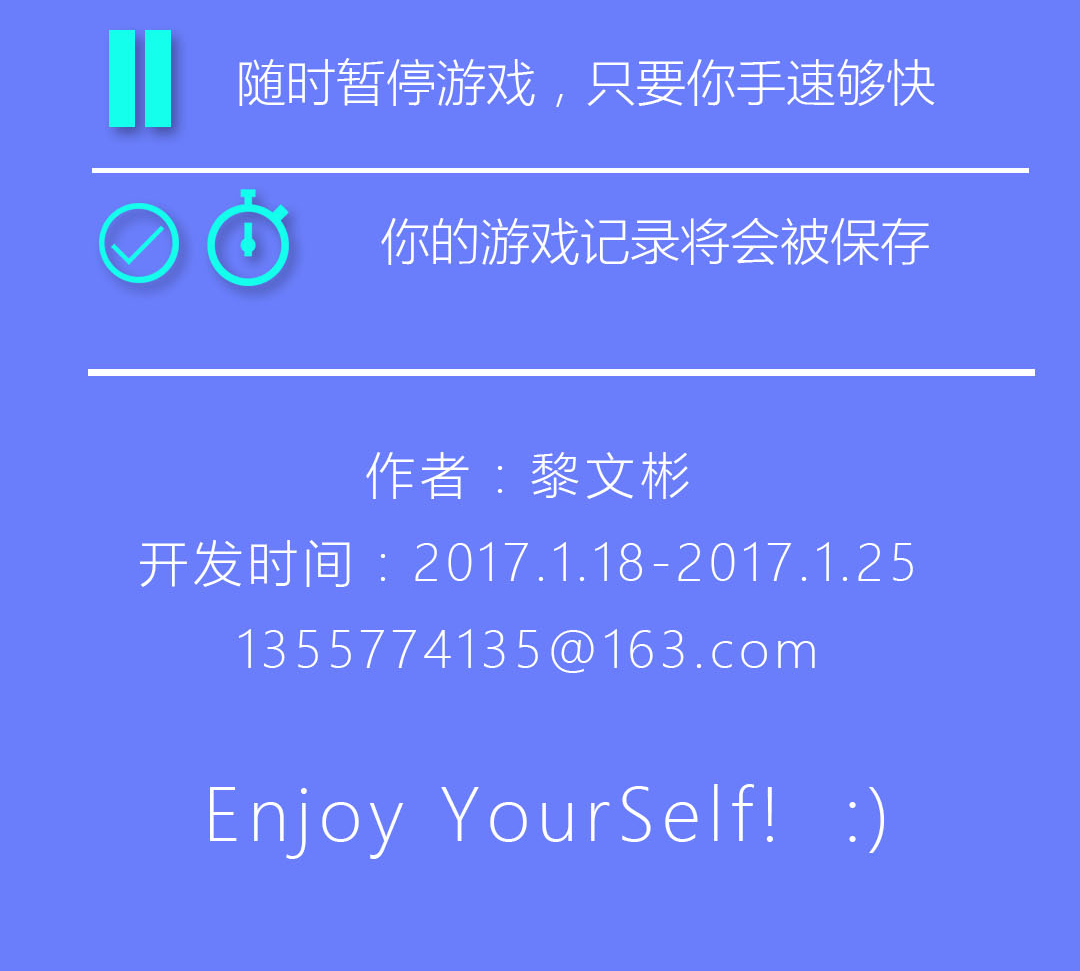 随时暂停游戏，只要你手速够快
你的游戏记录将会被保存
作者：黎文彬
开发时间：2017.1.18-2017.1.25
1355774135@163.com
Enjoy YourSelf! :)